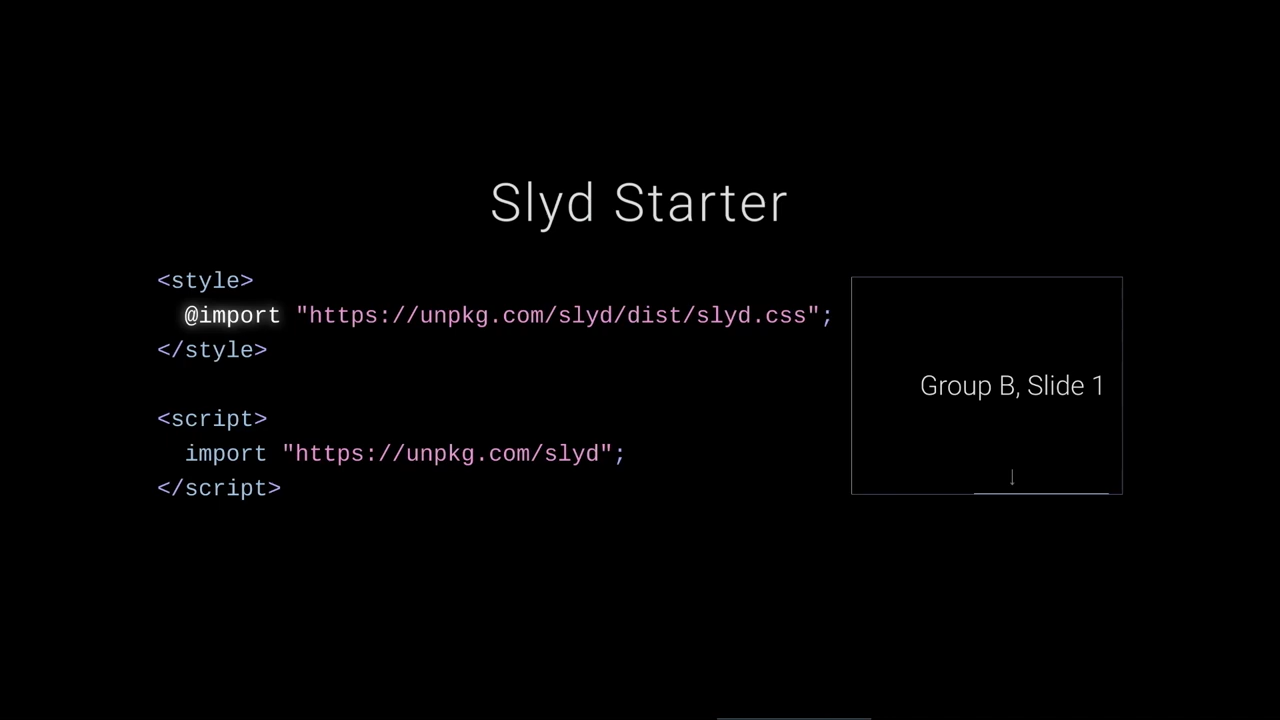 Slyd Starter
<style>
@import "https://unpkg.com/slyd/dist/slyd.css";
</style>
<script>
import "https://unpkg.com/slyd";
</script>
Group B, Slide 1
↓